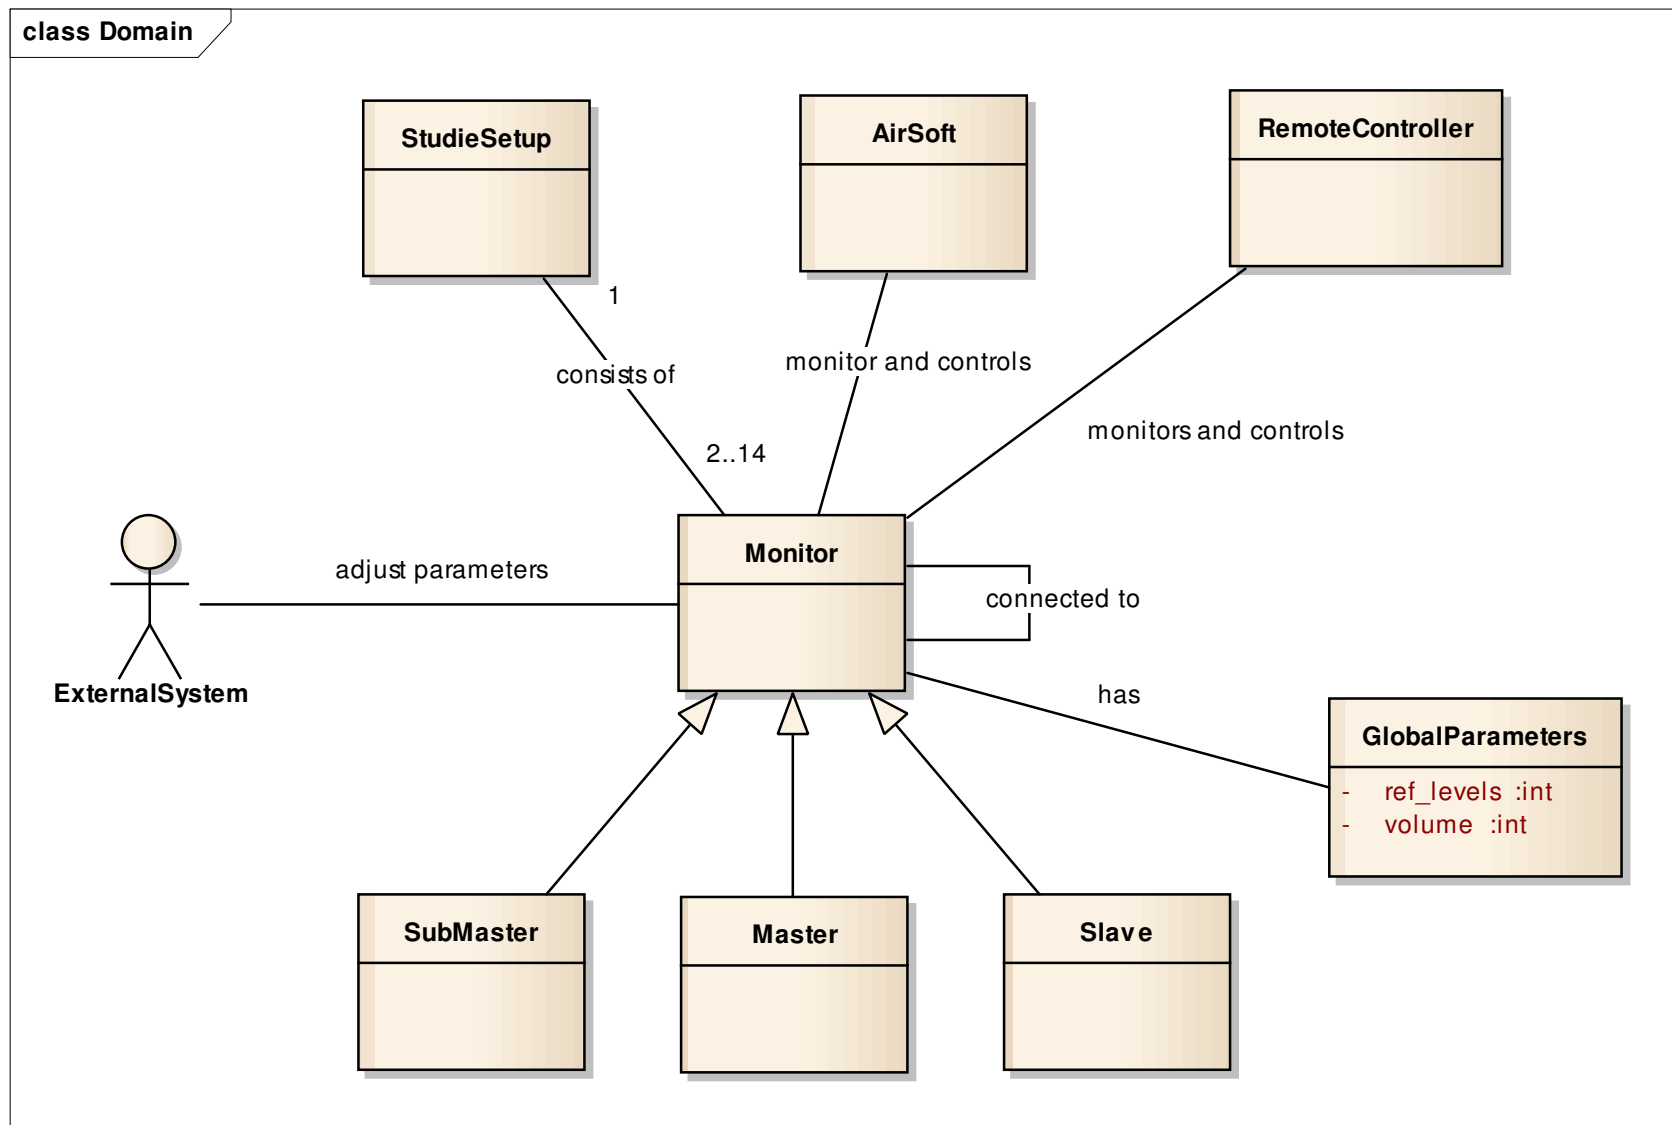 class Domain
StudieSetup
AirSoft
RemoteController
1
consists of
monitor and controls
monitors and controls
2..14
Monitor
adjust parameters
connected to
ExternalSystem
has
GlobalParameters
- ref_levels :int
- volume :int
SubMaster
Master
Slave